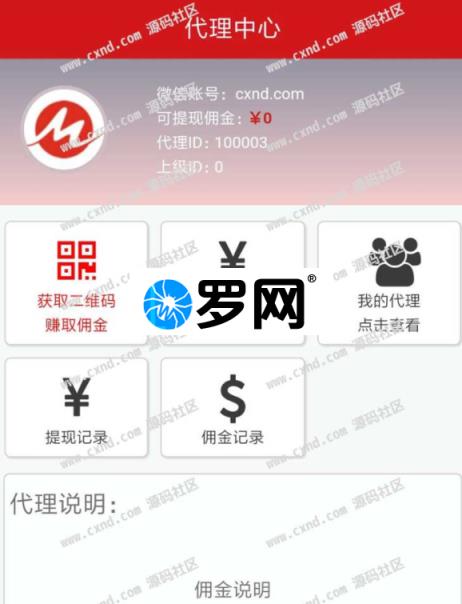 代理中心
微信账号：cxnd.com
可提现佣金：￥0
代理ID：100003
上级ID：0
获取二维码
赚取佣金
我的代理
点击查看
罗网®
提现记录
佣金记录
代理说明：
佣金说明
www.cxnd.com 源码社区